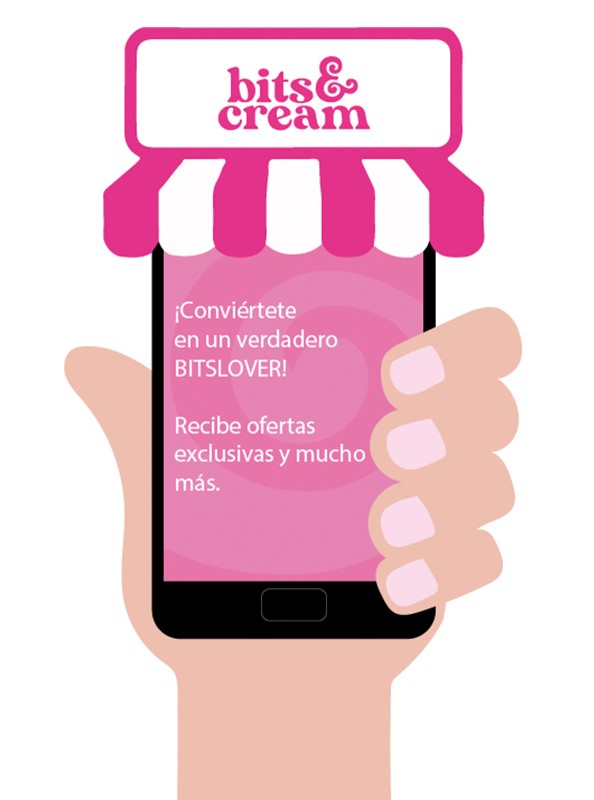 bits&
cream
¡Conviértete
en un verdadero
BITSLOVER!
Recibe ofertas
exclusivas y mucho
más.